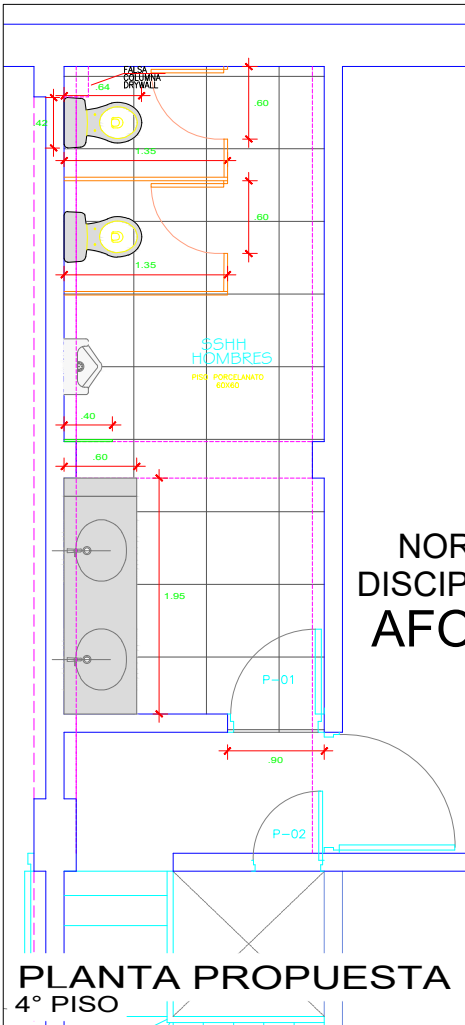 FALSA
COLUMNA
DRYWALL
.64
.60
.42
1.35
.60
1.35
SSHH
HOMBRES
PISO PORCELANATO
60X60
.40
.60
NOR
DISCIP
AFO
1.95
P-01
.90
P-02
PLANTA PROPUESTA
4° PISO